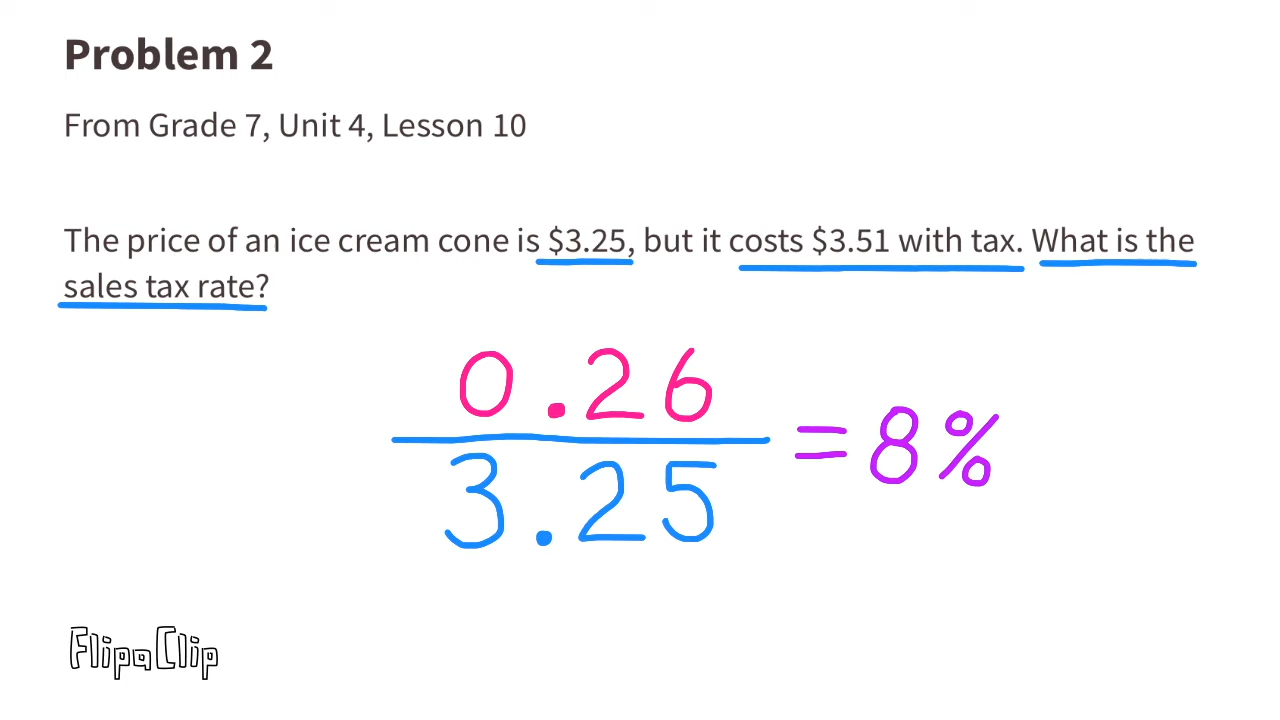 Problem 2
From Grade 7, Unit 4, Lesson 10
The price of an ice cream cone is $3.25, but it costs $3.51 with tax. What is the
sales tax rate?
0.26
= 8%
3.25
FlipaClip